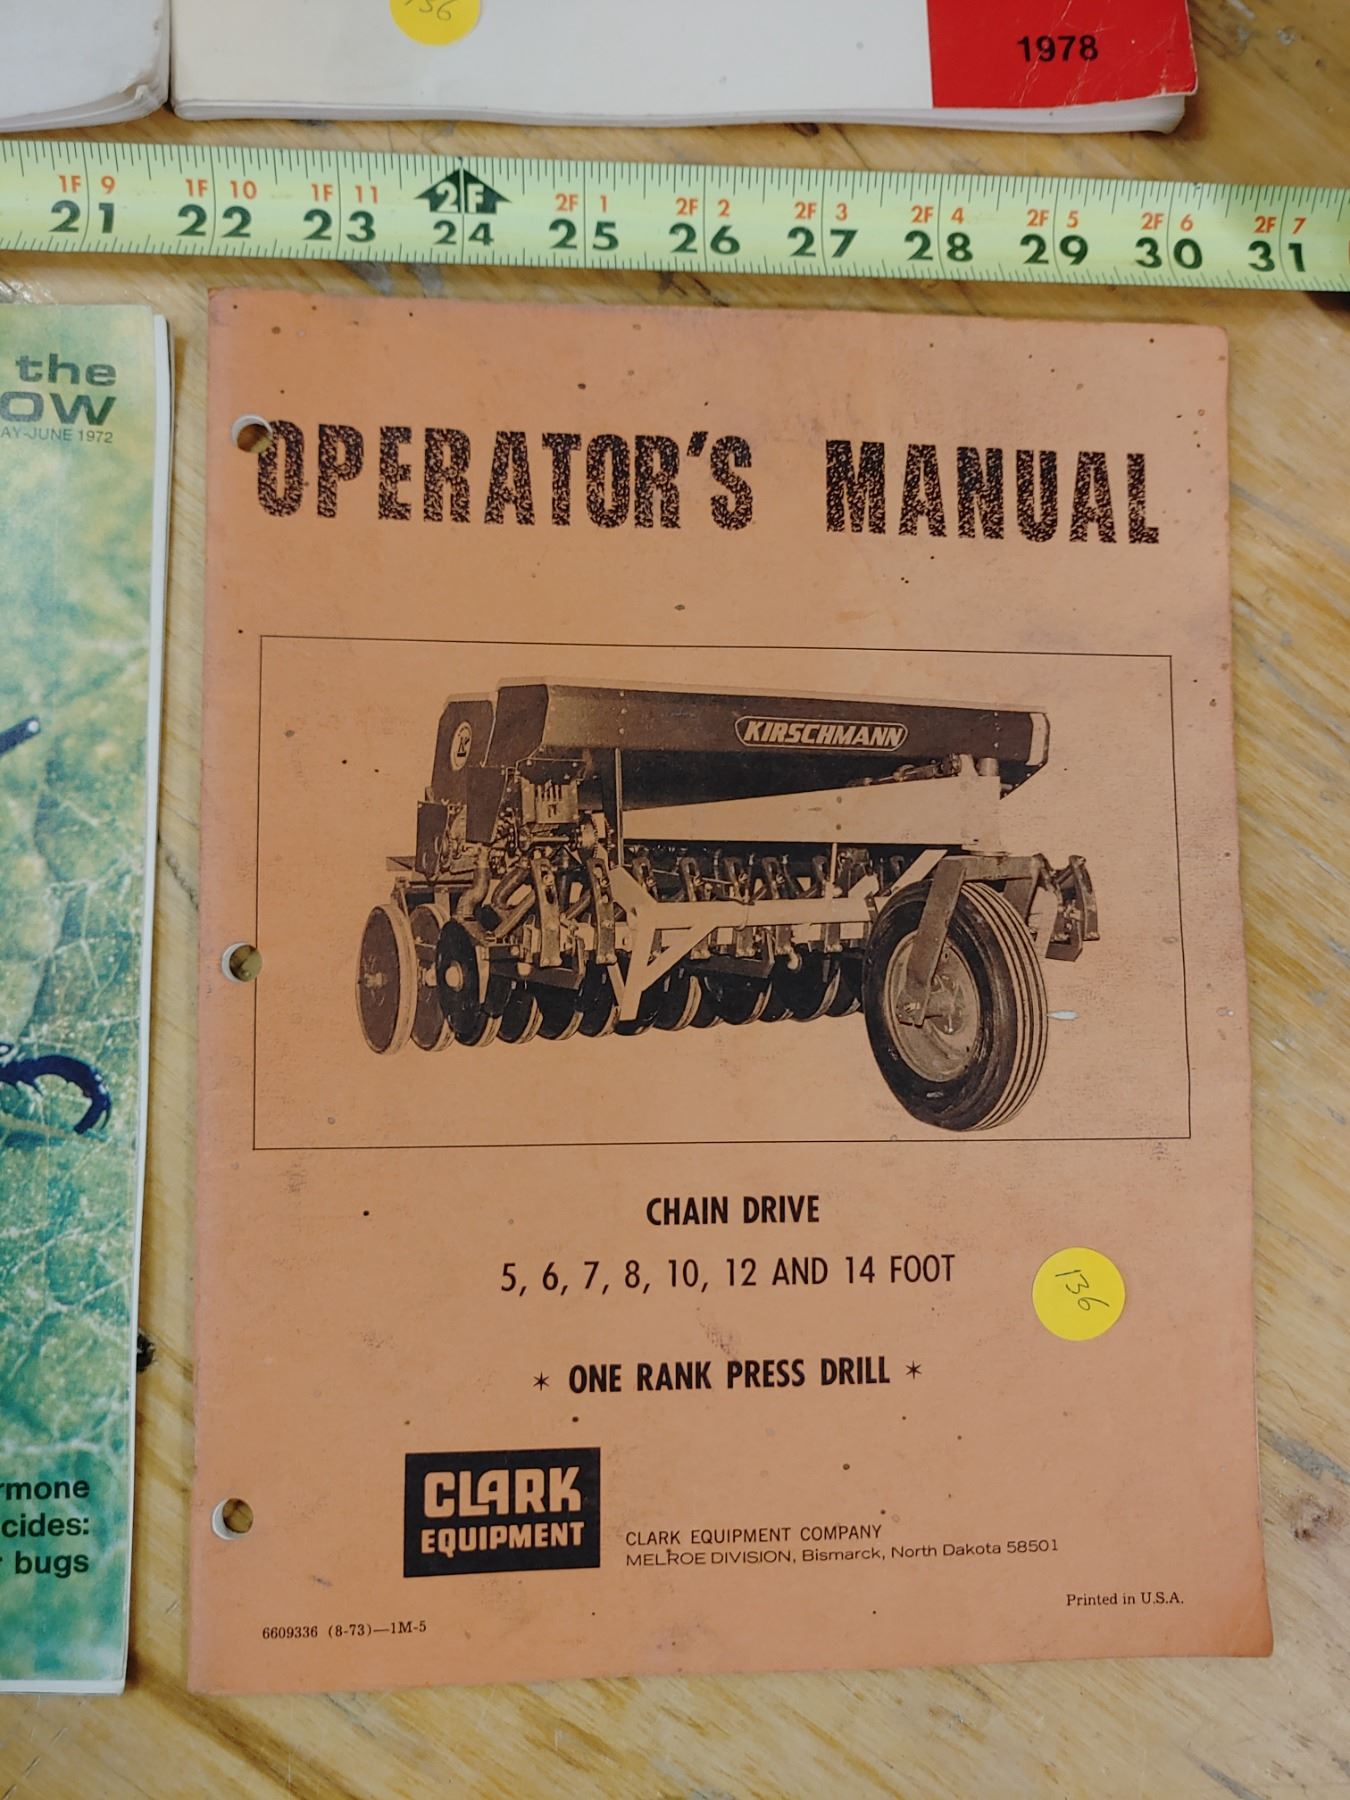 136
1978
1F 9 1F 10 1F 11 2F 2F 1 2F 2 2F 3 2F 4 2F 5 2F 6 2F 7
21 22 23 24 25 26 27 28 29 30 31
the
OW
AY-JUNE 1972
rmone
cides:
bugs
OPERATOR'S MANUAL
KIRSCHMANN
K
CHAIN DRIVE
5, 6, 7, 8, 10, 12 AND 14 FOOT
136
* ONE RANK PRESS DRILL *
CLARK
EQUIPMENT
CLARK EQUIPMENT COMPANY
MELROE DIVISION, Bismarck, North Dakota 58501
Printed in U.S.A.
6609336 (8-73)—1M-5